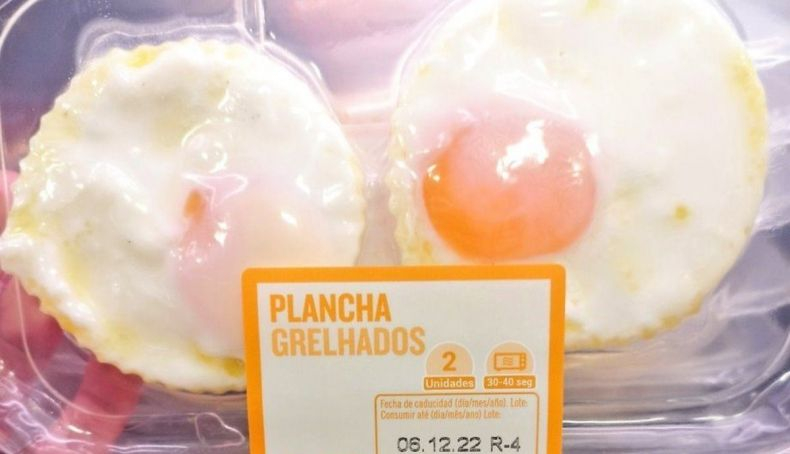 PLANCHA
GRELHADOS
2
Unidades
30-40 seg
Fecha de caducidad (día/mes/año). Lote:
Consumir até (dia/mês/ano) Lote:
06.12.22 R-4